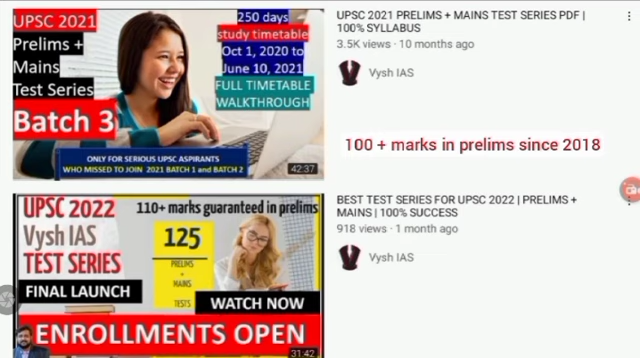 UPSC 2021
Prelims +
Mains
Test Series
Batch 3
250 days
study timetable
Oct 1, 2020 to
June 10, 2021
FULL TIMETABLE
WALKTHROUGH
ONLY FOR SERIOUS UPSC ASPIRANTS
WHO MISSED TO JOIN 2021 BATCH 1 and BATCH 2
42:37
UPSC 2021 PRELIMS + MAINS TEST SERIES PDF |
100% SYLLABUS
3.5K views · 10 months ago
Vysh IAS
100 + marks in prelims since 2018
UPSC 2022
Vysh IAS
TEST SERIES
FINAL LAUNCH
110+ marks guaranteed in prelims
125
PRELIMS
+
MAINS
TESTS
WATCH NOW
ENROLLMENTS OPEN
31:42
BEST TEST SERIES FOR UPSC 2022 | PRELIMS +
MAINS | 100% SUCCESS
918 views · 1 month ago
Vysh IAS